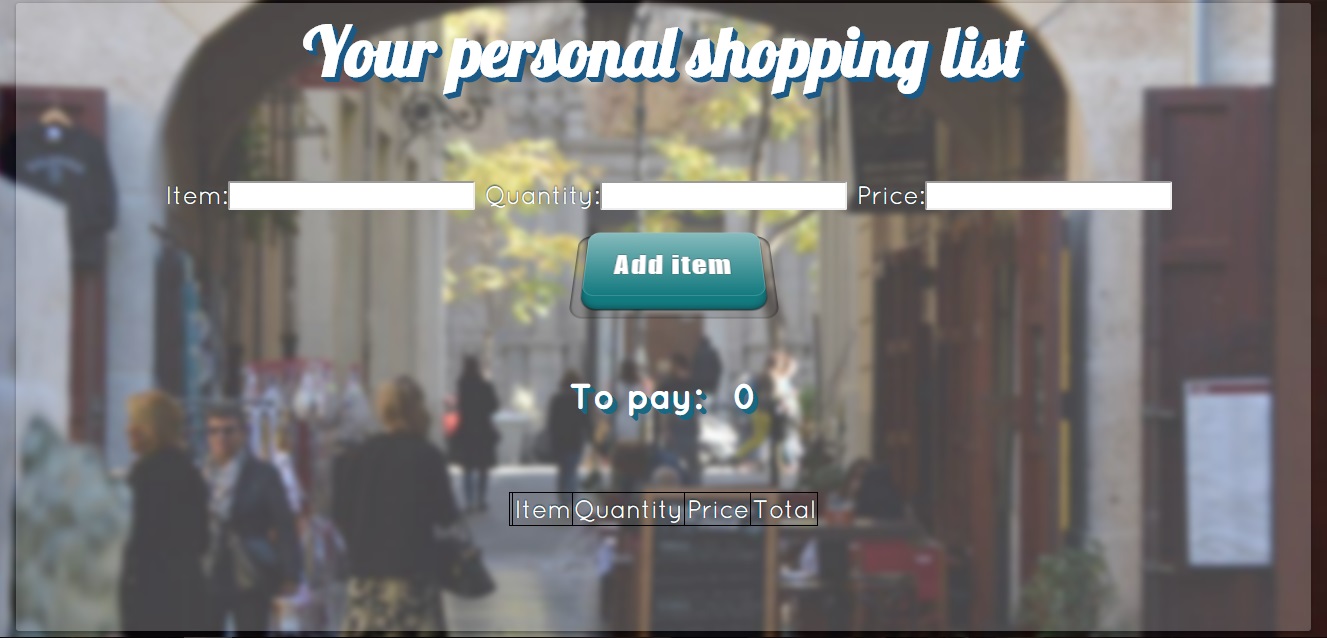 Your personal shopping list
Item: Quantity: Price:
Add item
To pay: 0
Item Quantity Price Total